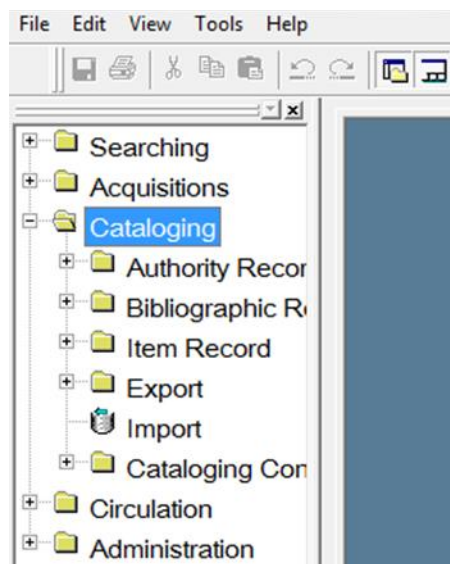 File Edit View Tools Help
Searching
Acquisitions
Cataloging
Authority Recor
Bibliographic R
Item Record
Export
Import
Cataloging Con
Circulation
Administration